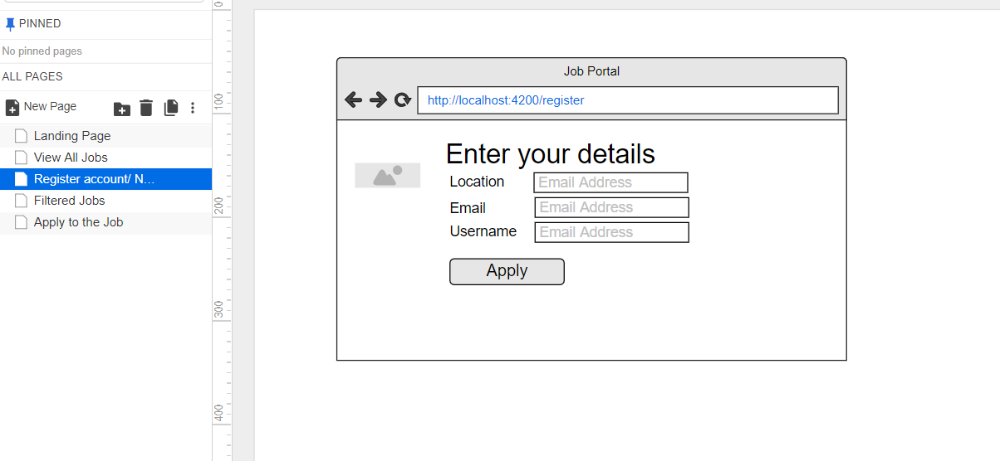 PINNED
No pinned pages
ALL PAGES
New Page
Landing Page
View All Jobs
Register account/ N...
Filtered Jobs
Apply to the Job
0
100
200
300
400
Job Portal
http://localhost:4200/register
Enter your details
Location Email Address
Email Email Address
Username Email Address
Apply